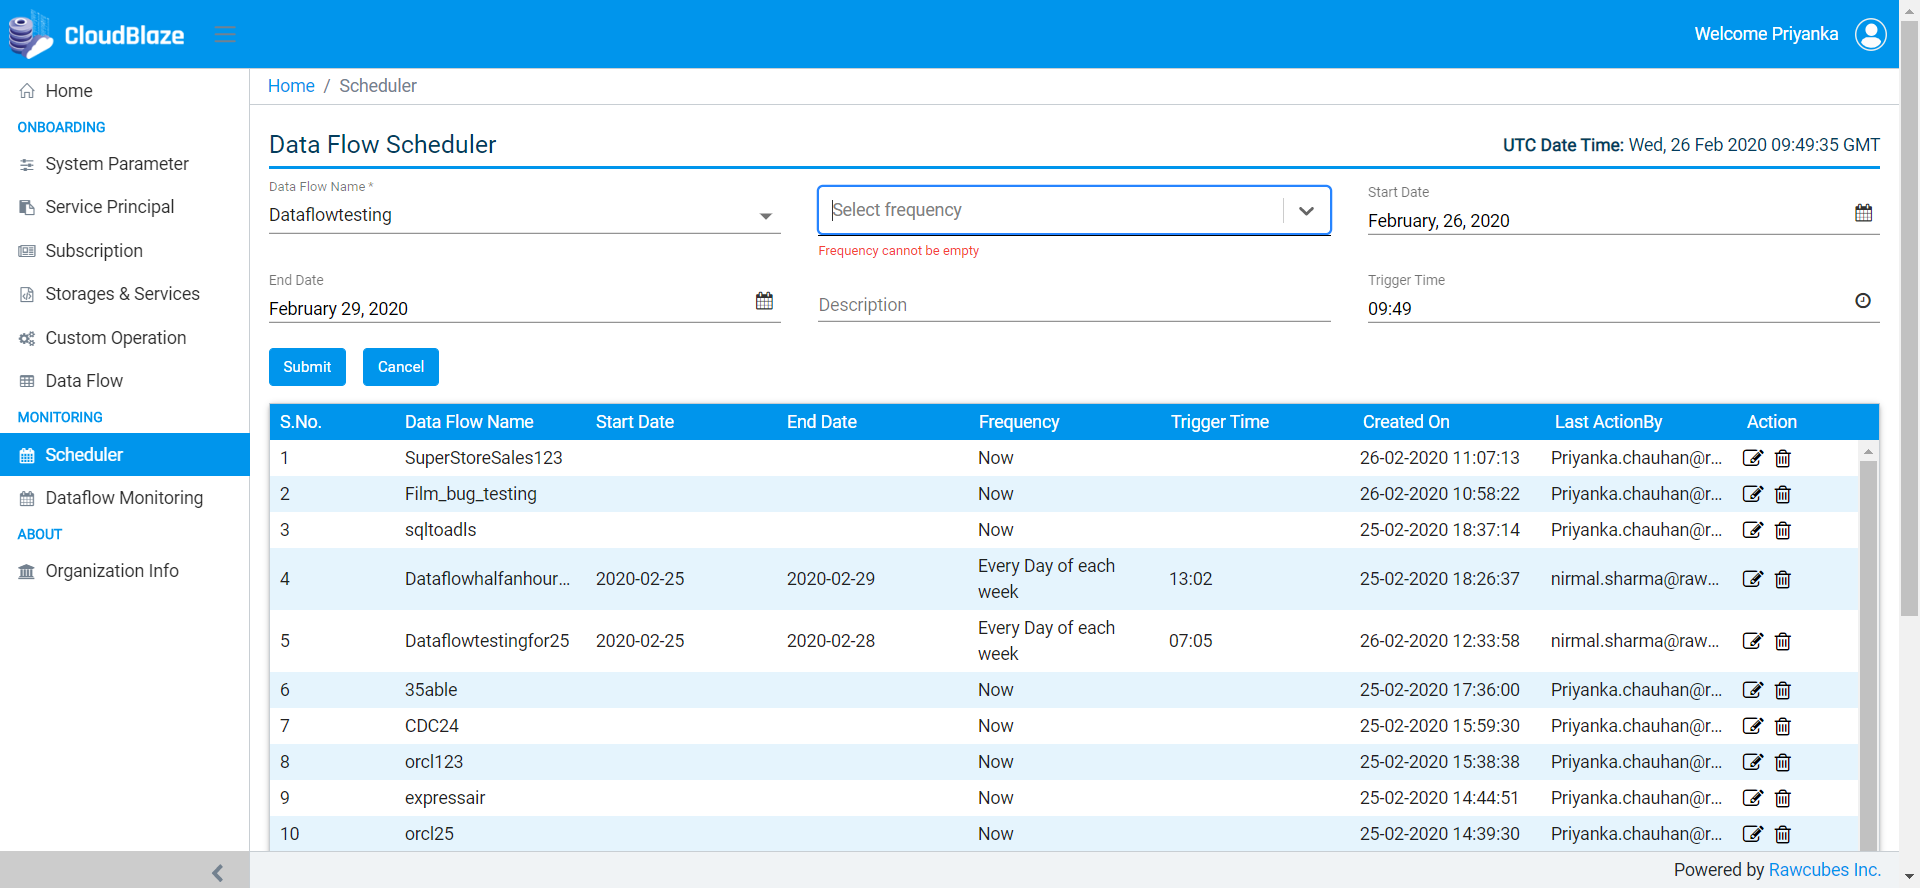 CloudBlaze
Welcome Priyanka
Home
ONBOARDING
System Parameter
Service Principal
Subscription
Storages & Services
Custom Operation
Data Flow
MONITORING
Scheduler
Dataflow Monitoring
ABOUT
Organization Info
Home / Scheduler
Data Flow Scheduler
UTC Date Time: Wed, 26 Feb 2020 09:49:35 GMT
Data Flow Name *
Dataflowtesting
Select frequency
Frequency cannot be empty
Start Date
February, 26, 2020
End Date
February 29, 2020
Description
Trigger Time
09:49
Submit Cancel
S.No. Data Flow Name Start Date End Date Frequency Trigger Time Created On Last ActionBy Action
1 SuperStoreSales123 Now 26-02-2020 11:07:13 Priyanka.chauhan@r...
2 Film_bug_testing Now 26-02-2020 10:58:22 Priyanka.chauhan@r...
3 sqltoadls Now 25-02-2020 18:37:14 Priyanka.chauhan@r...
4 Dataflowhalfanhour... 2020-02-25 2020-02-29 Every Day of each week 13:02 25-02-2020 18:26:37 nirmal.sharma@raw...
5 Dataflowtestingfor25 2020-02-25 2020-02-28 Every Day of each week 07:05 26-02-2020 12:33:58 nirmal.sharma@raw...
6 35able Now 25-02-2020 17:36:00 Priyanka.chauhan@r...
7 CDC24 Now 25-02-2020 15:59:30 Priyanka.chauhan@r...
8 orcl123 Now 25-02-2020 15:38:38 Priyanka.chauhan@r...
9 expressair Now 25-02-2020 14:44:51 Priyanka.chauhan@r...
10 orcl25 Now 25-02-2020 14:39:30 Priyanka.chauhan@r...
Powered by Rawcubes Inc.